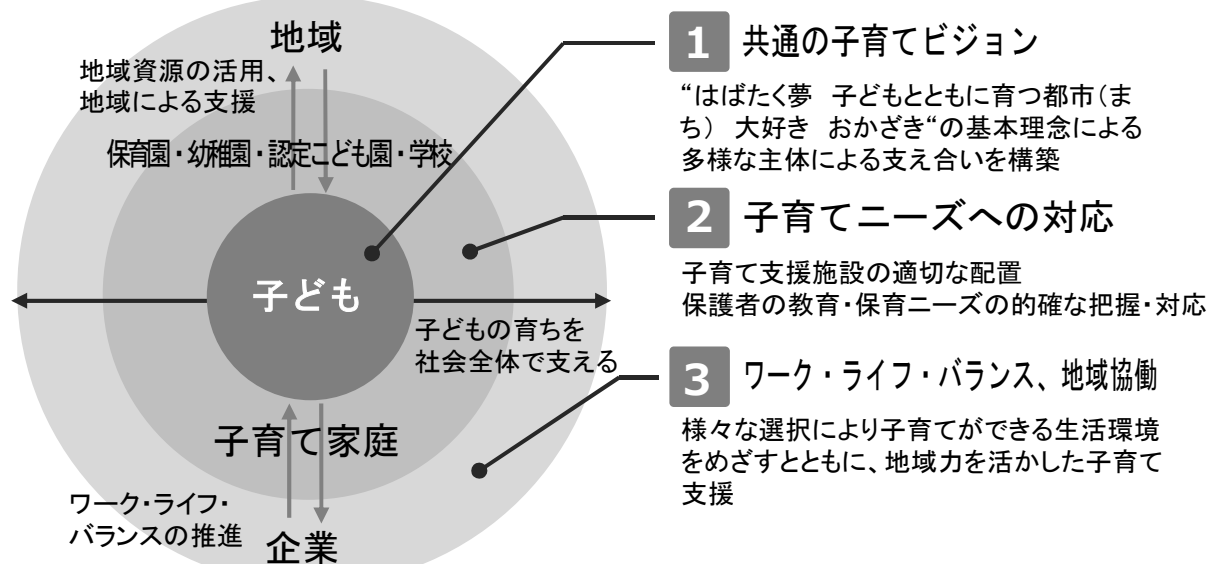 地域
地域資源の活用、
地域による支援
保育園・幼稚園・認定こども園・学校
子ども
子どもの育ちを
社会全体で支える
子育て家庭
ワーク・ライフ・
バランスの推進
企業
1 共通の子育てビジョン
“はばたく夢　子どもとともに育つ都市（ま
ち）　大好き　おかざき“の基本理念による
多様な主体による支え合いを構築
2 子育てニーズへの対応
子育て支援施設の適切な配置
保護者の教育・保育ニーズの的確な把握・対応
3 ワーク・ライフ・バランス、地域協働
様々な選択により子育てができる生活環境
をめざすとともに、地域力を活かした子育て
支援